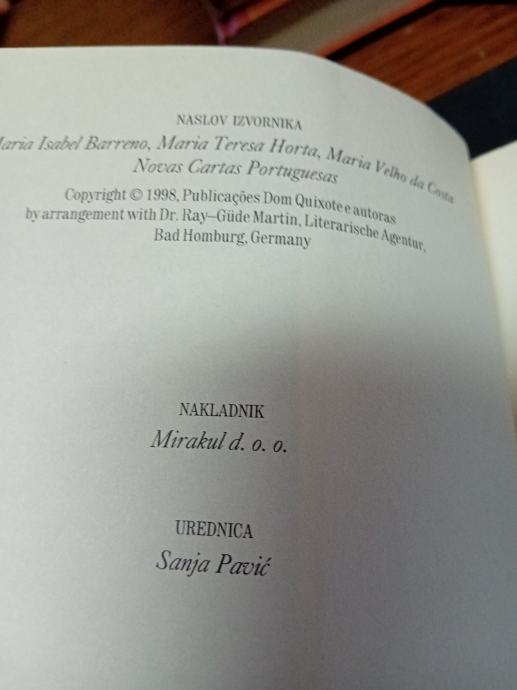 NASLOV IZVORNIKA
Maria Isabel Barreno, Maria Teresa Horta, Maria Velho da Costa
Novas Cartas Portuguesas
Copyright © 1998, Publicações Dom Quixote e autoras
by arrangement with Dr. Ray–Güde Martin, Literarische Agentur,
Bad Homburg, Germany
NAKLADNIK
Mirakul d. o. o.
UREDNICA
Sanja Pavić